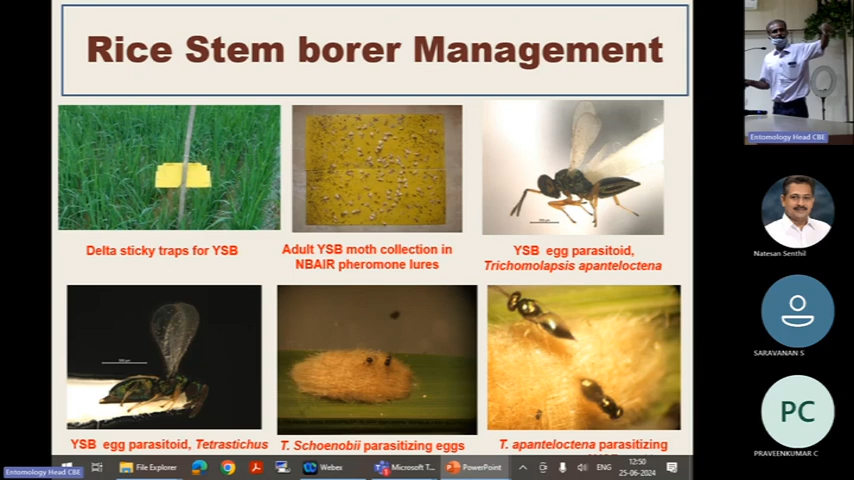 Rice Stem borer Management
Entomology Head CBE
Delta sticky traps for YSB
Adult YSB moth collection in
NBAIR pheromone lures
YSB egg parasitoid,
Trichomolapsis apanteloctena
Natesan Senthil
SARAVANAN S
YSB egg parasitoid, Tetrastichus
T. Schoenobii parasitizing eggs
T. apanteloctena parasitizing
PC
PRAVEENKUMAR C
Entomology Head CBE
File Explorer
Webex
Microsoft T...
PowerPoint
ENG
12:50
25-06-2024